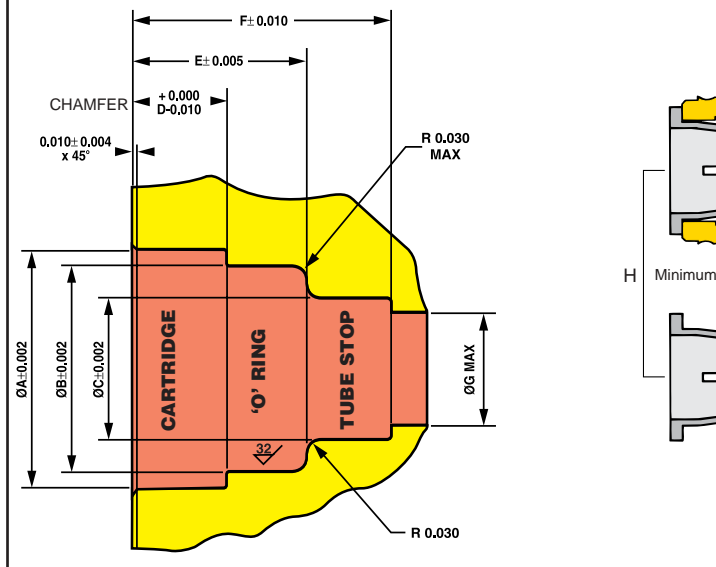 F± 0.010
E± 0.005
CHAMFER
+ 0.000
D-0.010
0.010± 0.004
x 45°
R 0.030
MAX
ØA±0.002
ØB±0.002
ØC±0.002
CARTRIDGE
'O' RING
TUBE STOP
32
ØG MAX
R 0.030
H
Minimum